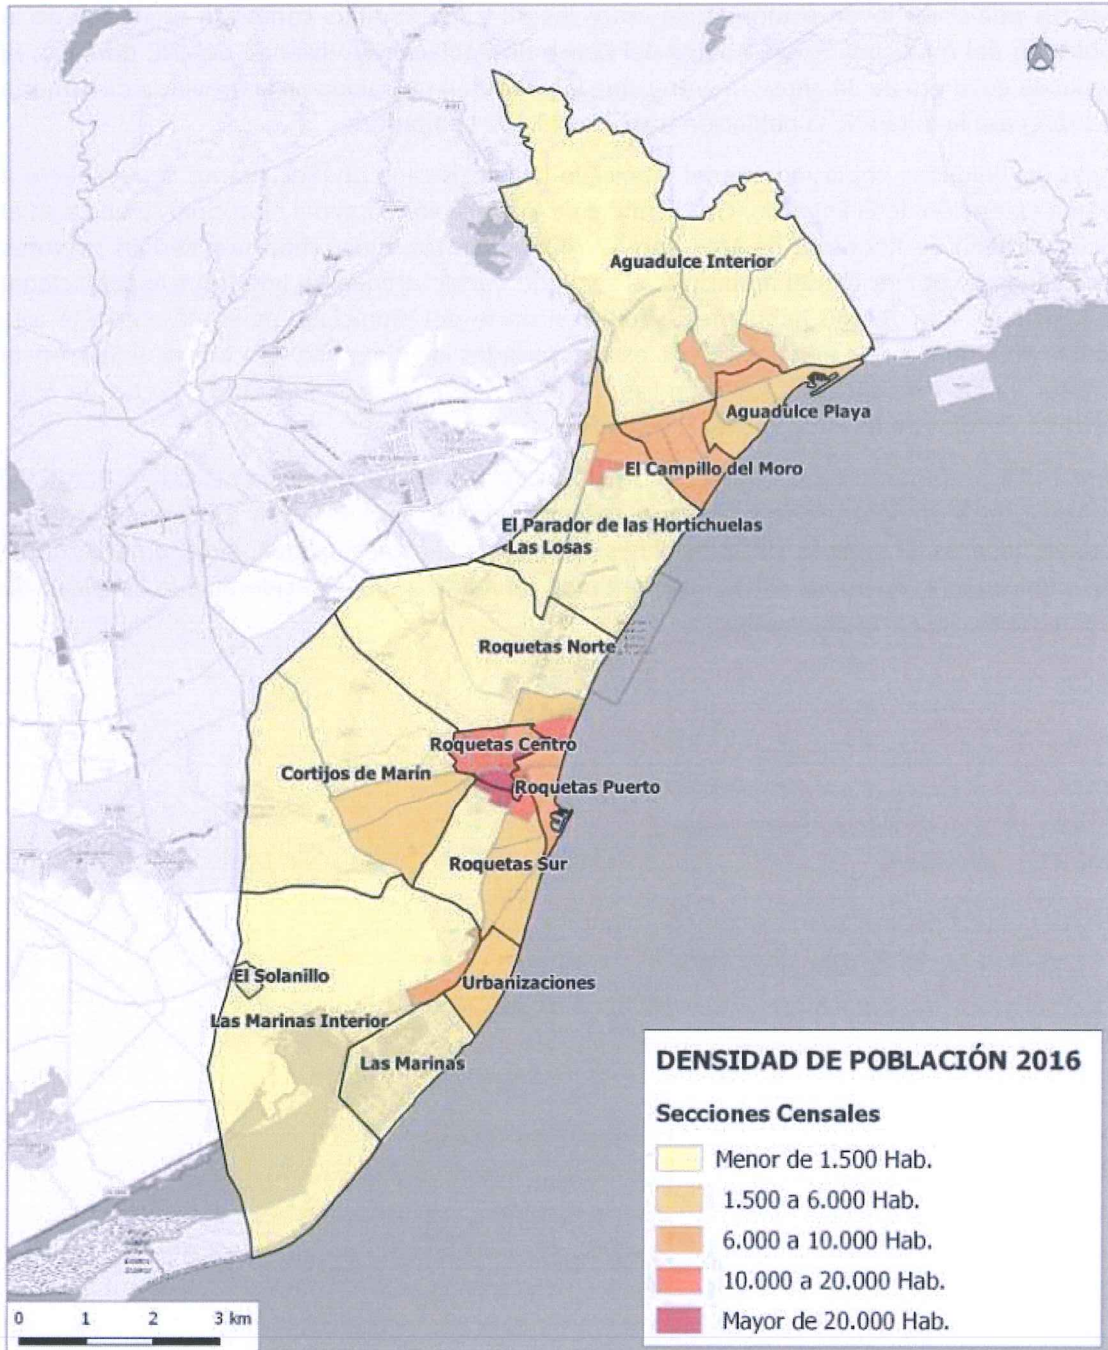 Aguadulce Interior
Aguadulce Playa
El Campillo del Moro
El Parador de las Hortichuelas
Las Losas
Roquetas Norte
Roquetas Centro
Cortijos de Marín
Roquetas Puerto
Roquetas Sur
El Solanillo
Urbanizaciones
Las Marinas Interior
Las Marinas
DENSIDAD DE POBLACIÓN 2016
Secciones Censales
Menor de 1.500 Hab.
1.500 a 6.000 Hab.
6.000 a 10.000 Hab.
10.000 a 20.000 Hab.
Mayor de 20.000 Hab.
0 1 2 3 km